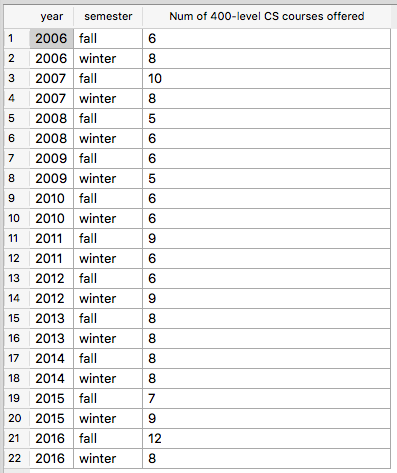 year semester Num of 400-level CS courses offered
1 2006 fall 6
2 2006 winter 8
3 2007 fall 10
4 2007 winter 8
5 2008 fall 5
6 2008 winter 6
7 2009 fall 6
8 2009 winter 5
9 2010 fall 6
10 2010 winter 6
11 2011 fall 9
12 2011 winter 6
13 2012 fall 6
14 2012 winter 9
15 2013 fall 8
16 2013 winter 8
17 2014 fall 8
18 2014 winter 8
19 2015 fall 7
20 2015 winter 9
21 2016 fall 12
22 2016 winter 8